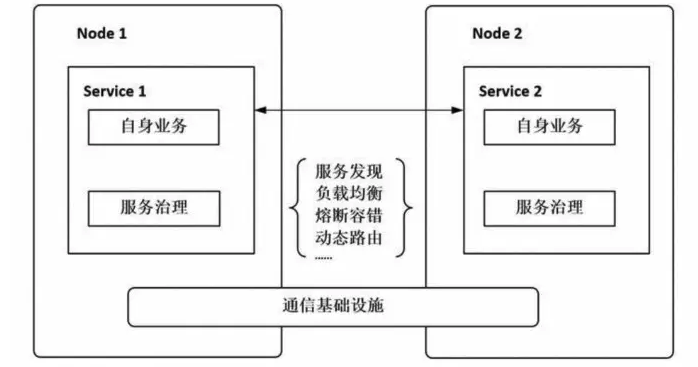 Node 1
Service 1
自身业务
服务治理
服务发现
负载均衡
熔断容错
动态路由
......
Node 2
Service 2
自身业务
服务治理
通信基础设施